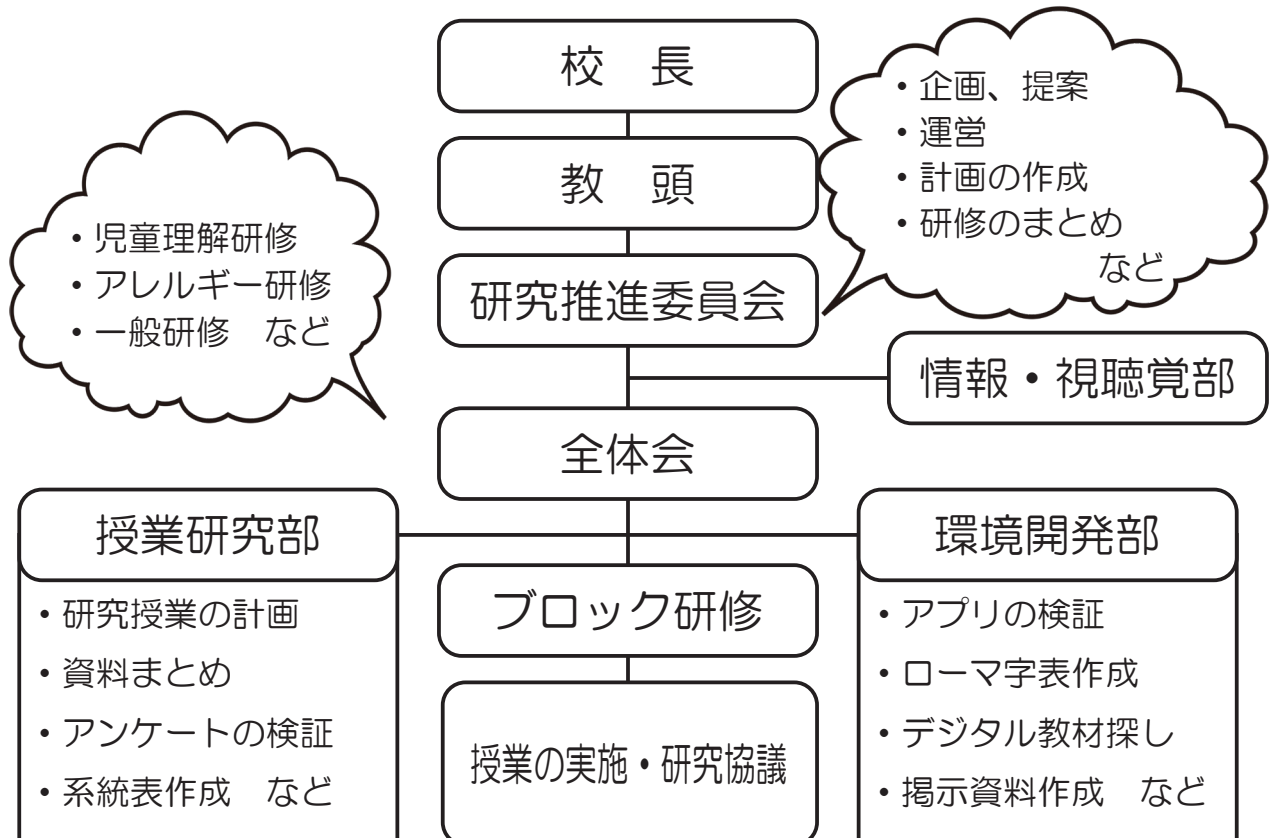 校　長
・企画、提案
・運営
・計画の作成
・研修のまとめ
など
教　頭
・児童理解研修
・アレルギー研修
・一般研修　など
研究推進委員会
情報・視聴覚部
全体会
授業研究部
・研究授業の計画
・資料まとめ
・アンケートの検証
・系統表作成　など
ブロック研修
授業の実施・研究協議
環境開発部
・アプリの検証
・ローマ字表作成
・デジタル教材探し
・掲示資料作成　など